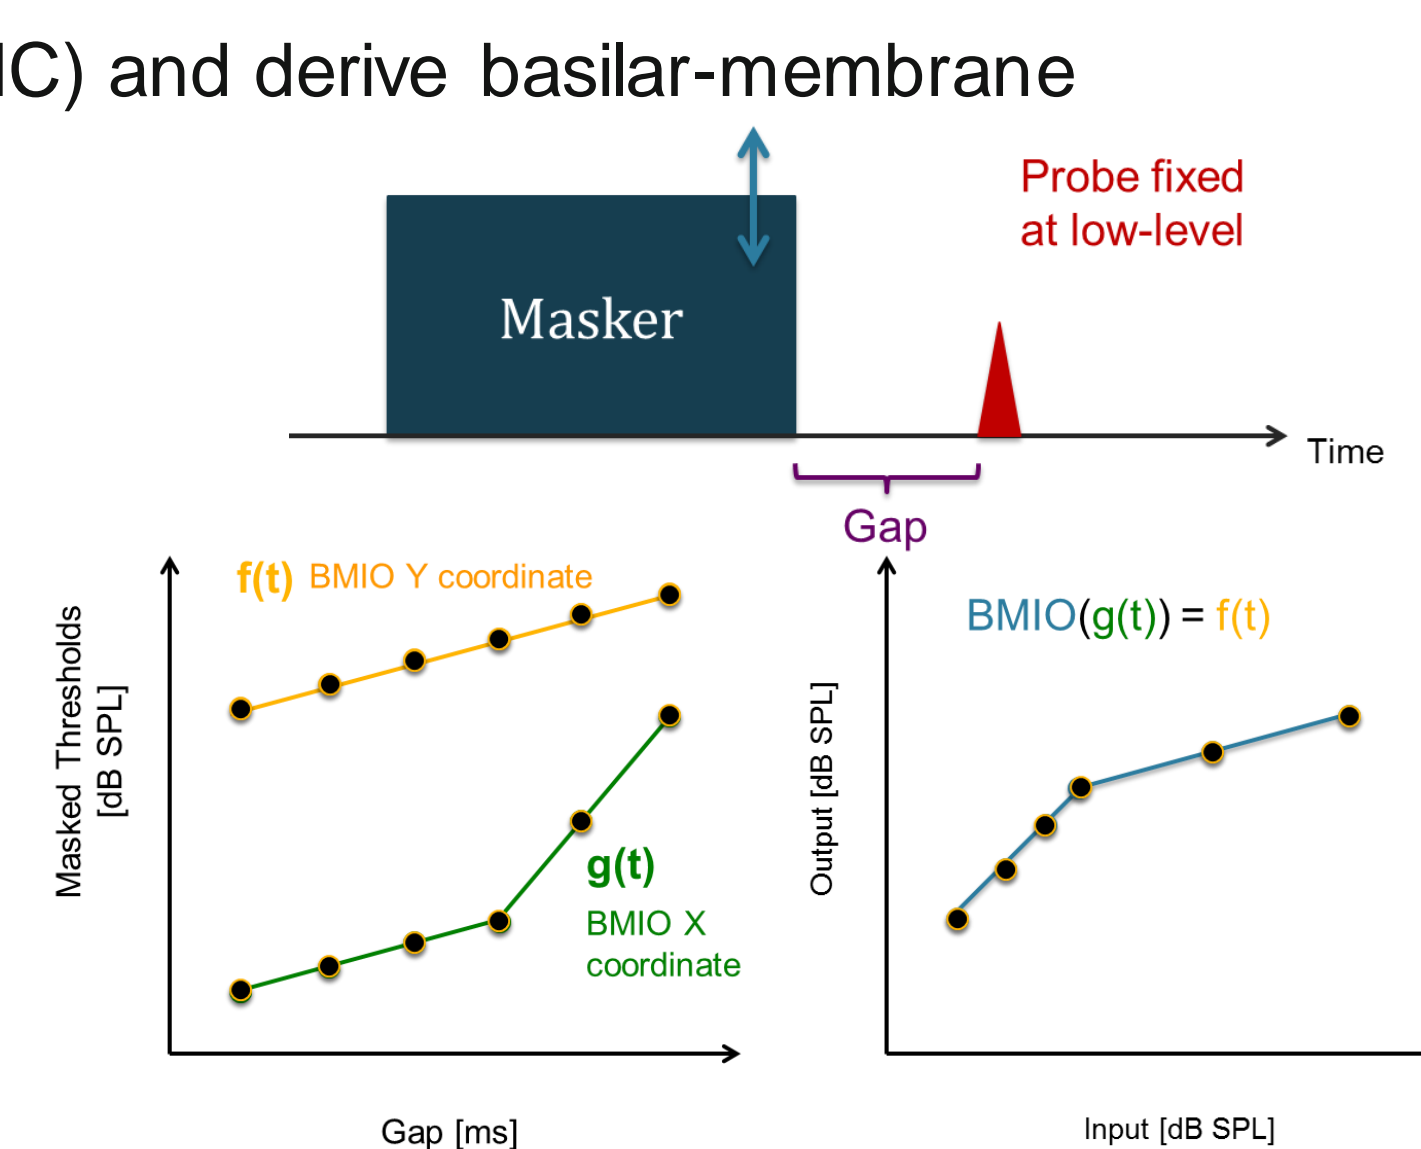 IC) and derive basilar-membrane
Probe fixed
at low-level
Masker
Time
Gap
f(t) BMIO Y coordinate
Masked Thresholds
[dB SPL]
g(t)
BMIO X
coordinate
Gap [ms]
BMIO(g(t)) = f(t)
Output [dB SPL]
Input [dB SPL]